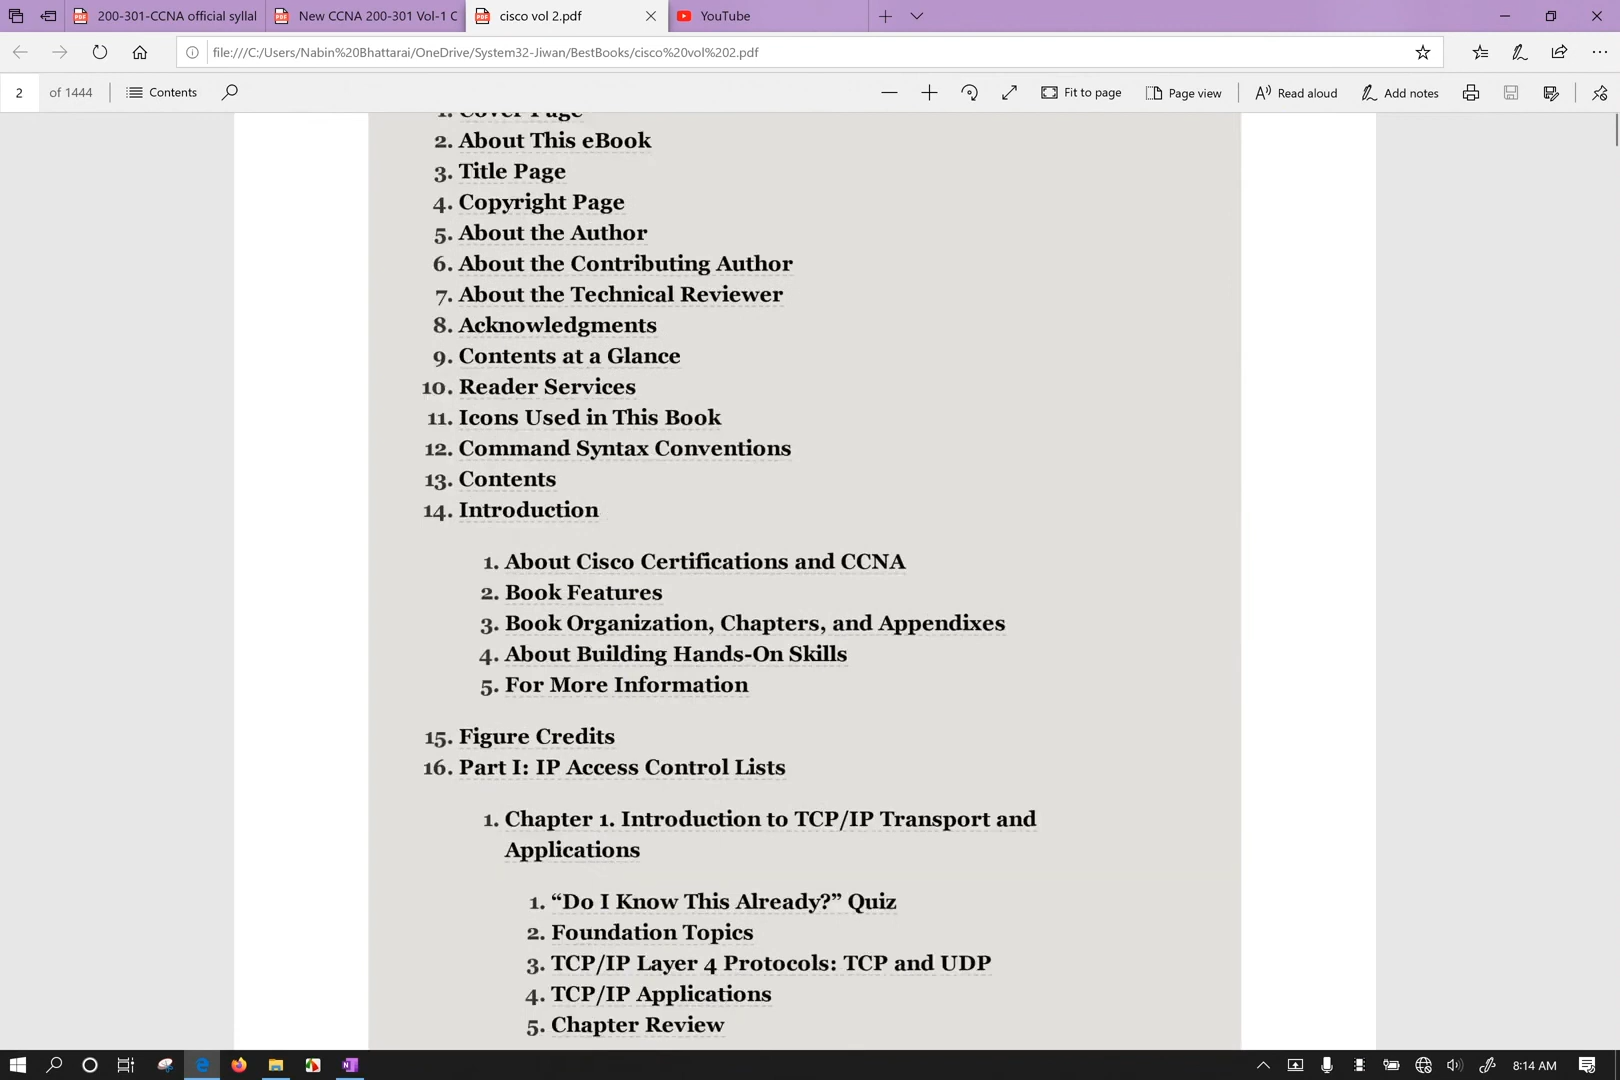 200-301-CCNA official syllal
New CCNA 200-301 Vol-1 C
cisco vol 2.pdf
YouTube
file:///C:/Users/Nabin%20Bhattarai/OneDrive/System32-Jiwan/BestBooks/cisco%20vol%202.pdf
2 of 1444 Contents Fit to page Page view Read aloud Add notes
1. Cover Page
2. About This eBook
3. Title Page
4. Copyright Page
5. About the Author
6. About the Contributing Author
7. About the Technical Reviewer
8. Acknowledgments
9. Contents at a Glance
10. Reader Services
11. Icons Used in This Book
12. Command Syntax Conventions
13. Contents
14. Introduction
1. About Cisco Certifications and CCNA
2. Book Features
3. Book Organization, Chapters, and Appendixes
4. About Building Hands-On Skills
5. For More Information
15. Figure Credits
16. Part I: IP Access Control Lists
1. Chapter 1. Introduction to TCP/IP Transport and
Applications
1. “Do I Know This Already?” Quiz
2. Foundation Topics
3. TCP/IP Layer 4 Protocols: TCP and UDP
4. TCP/IP Applications
5. Chapter Review
8:14 AM